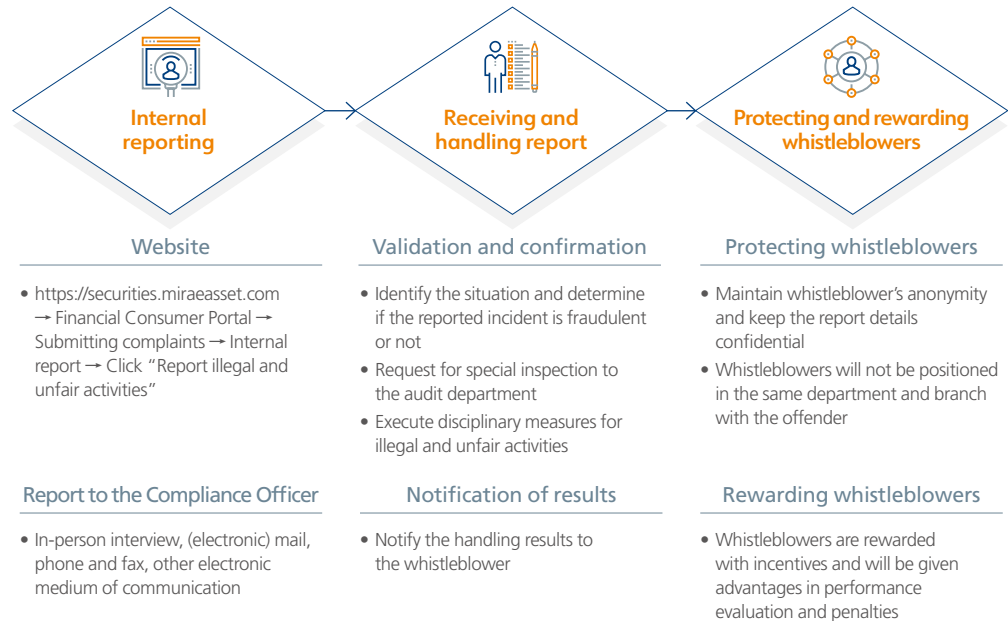 Internal
reporting
Receiving and
handling report
Protecting and rewarding
whistleblowers
Website
• https://securities.miraeasset.com
→ Financial Consumer Portal →
Submitting complaints → Internal
report → Click “Report illegal and
unfair activities”
Report to the Compliance Officer
• In-person interview, (electronic) mail,
phone and fax, other electronic
medium of communication
Validation and confirmation
• Identify the situation and determine
if the reported incident is fraudulent
or not
• Request for special inspection to
the audit department
• Execute disciplinary measures for
illegal and unfair activities
Notification of results
• Notify the handling results to
the whistleblower
Protecting whistleblowers
• Maintain whistleblower’s anonymity
and keep the report details
confidential
• Whistleblowers will not be positioned
in the same department and branch
with the offender
Rewarding whistleblowers
• Whistleblowers are rewarded
with incentives and will be given
advantages in performance
evaluation and penalties